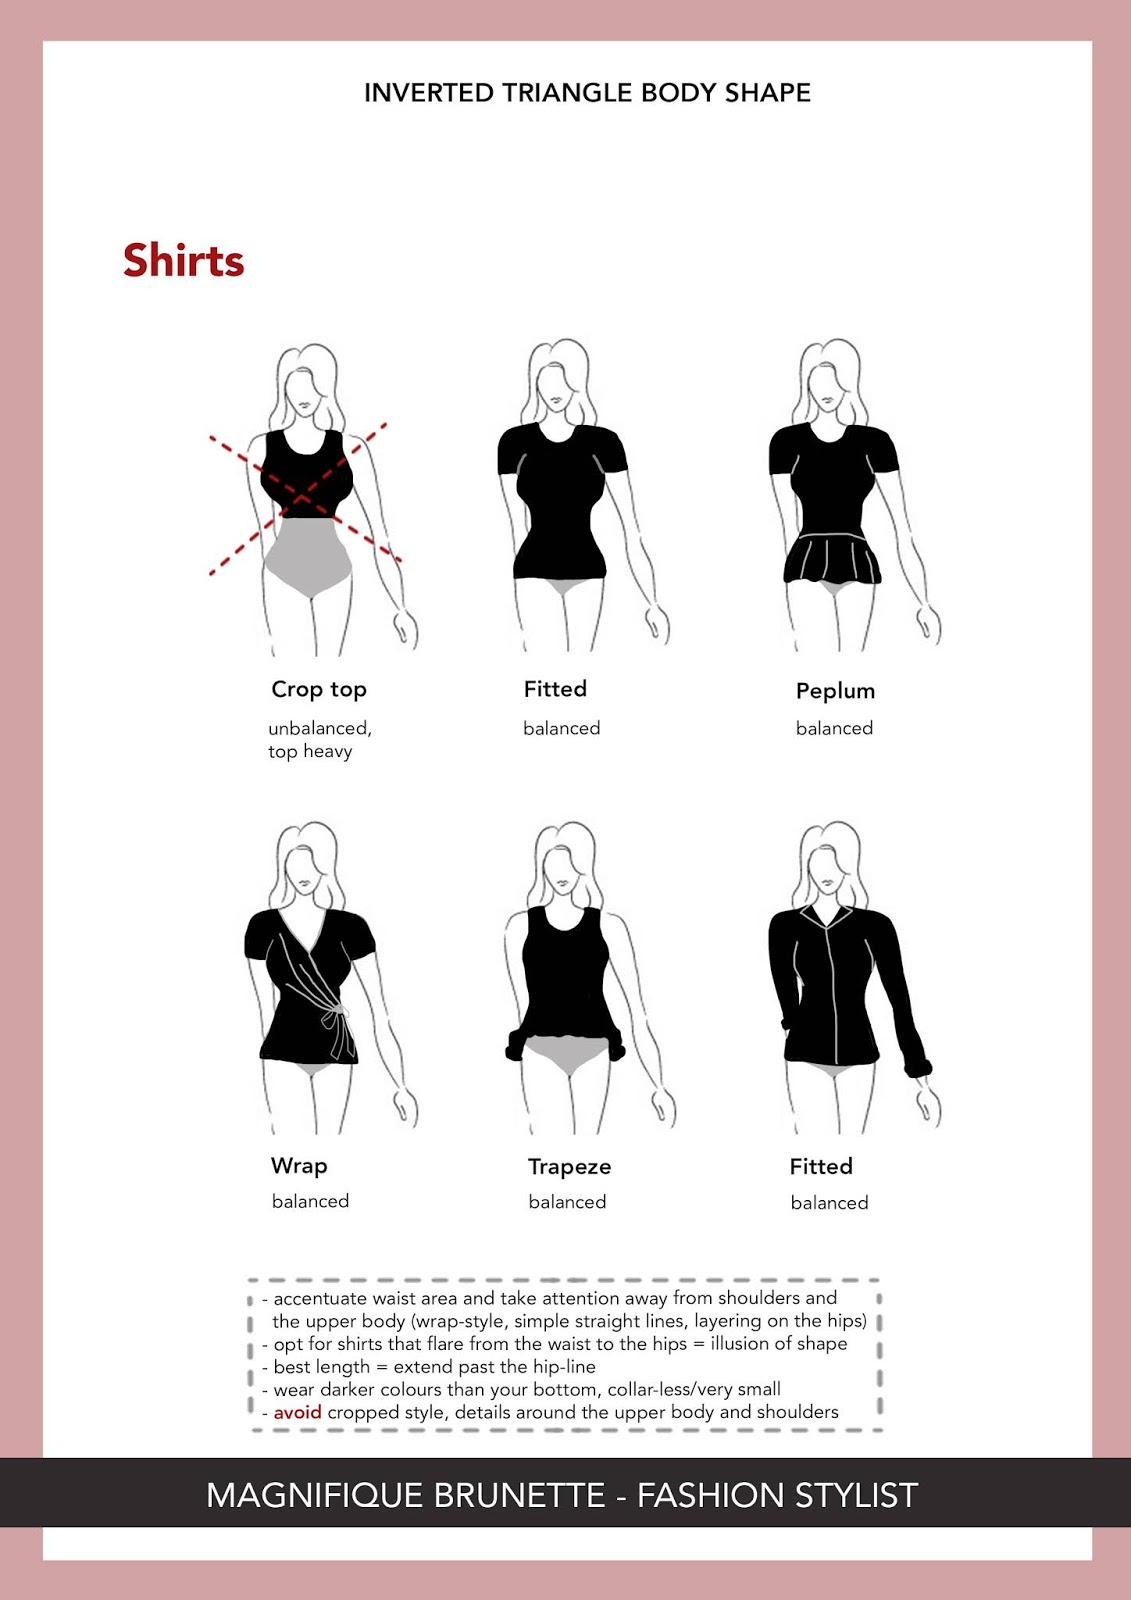 INVERTED TRIANGLE BODY SHAPE
Shirts
Crop top
unbalanced,
top heavy
Fitted
balanced
Peplum
balanced
Wrap
balanced
Trapeze
balanced
Fitted
balanced
- accentuate waist area and take attention away from shoulders and
the upper body (wrap-style, simple straight lines, layering on the hips)
- opt for shirts that flare from the waist to the hips = illusion of shape
- best length = extend past the hip-line
- wear darker colours than your bottom, collar-less/very small
- avoid cropped style, details around the upper body and shoulders
MAGNIFIQUE BRUNETTE - FASHION STYLIST